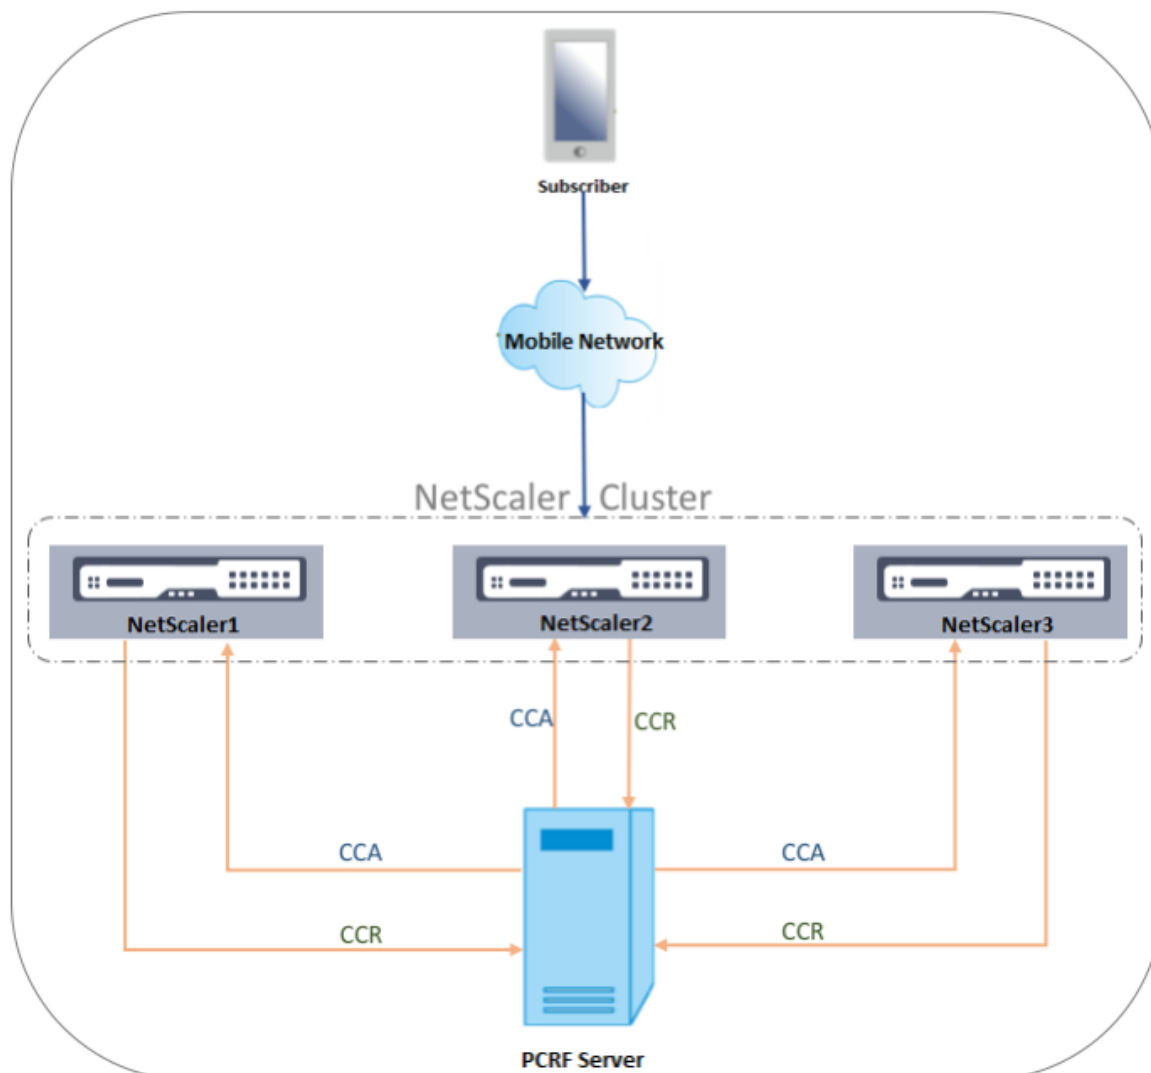 Subscriber
Mobile Network
NetScaler Cluster
NetScaler1
NetScaler2
NetScaler3
CCA
CCR
CCA
CCA
CCR
CCR
PCRF Server